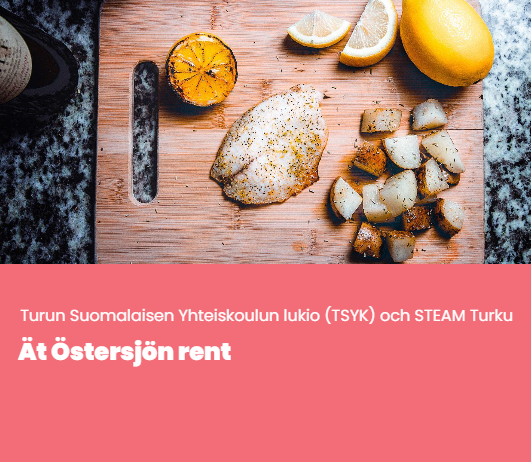 Turun Suomalaisen Yhteiskoulun lukio (TSYK) och STEAM Turku
Ät Östersjön rent